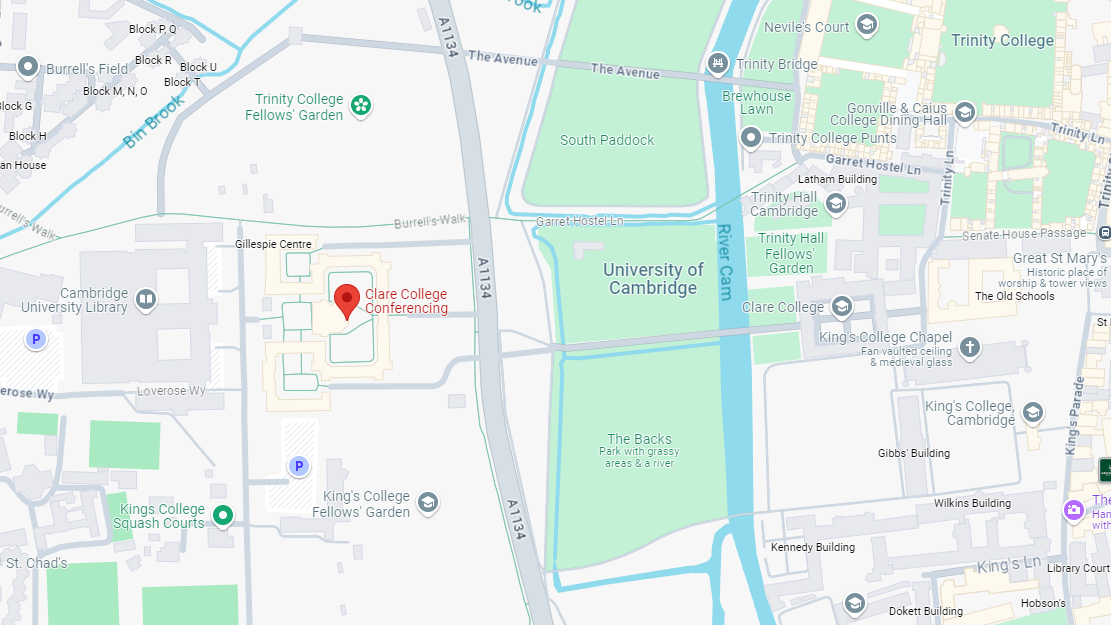 Block P, Q
A1134
Brook
Nevile's Court
Trinity College
Burrell's Field
Block R
Block U
Block T
The Avenue
The Avenue
Trinity Bridge
Block M, N, O
Block G
Bin Brook
Trinity College
Fellows' Garden
Brewhouse
Lawn
Gonville & Caius
College Dining Hall
Block H
South Paddock
Trinity College Punts
Trinity Ln
an House
Garret Hostel Ln
Latham Building
Trinity Ln
Trinity
Burrell's Walk
Burrell's Walk
Garret Hostel Ln
Trinity Hall
Cambridge
Senate House Passage
Gillespie Centre
Trinity Hall
Fellows'
Garden
River Cam
A1134
University of
Cambridge
Great St Mary's
Historic place of
worship & tower views
Cambridge
University Library
Clare College
Conferencing
Clare College
The Old Schools
St
P
King's College Chapel
Fan-vaulted ceiling
& medieval glass
erose Wy
Loverose Wy
King's College,
Cambridge
King's Parade
The Backs
Park with grassy
areas & a river
Gibbs' Building
P
King's College
Fellows' Garden
Wilkins Building
The
Han
with
Kings College
Squash Courts
A1134
Kennedy Building
St. Chad's
King's Ln
Library Court
Dokett Building
Hobson's